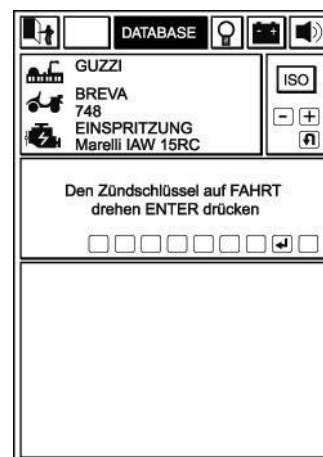 DATABASE
GUZZI
ISO
BREVA
748
EINSPRITZUNG
Marelli IAW 15RC
Den Zündschlüssel auf FAHRT
drehen ENTER drücken